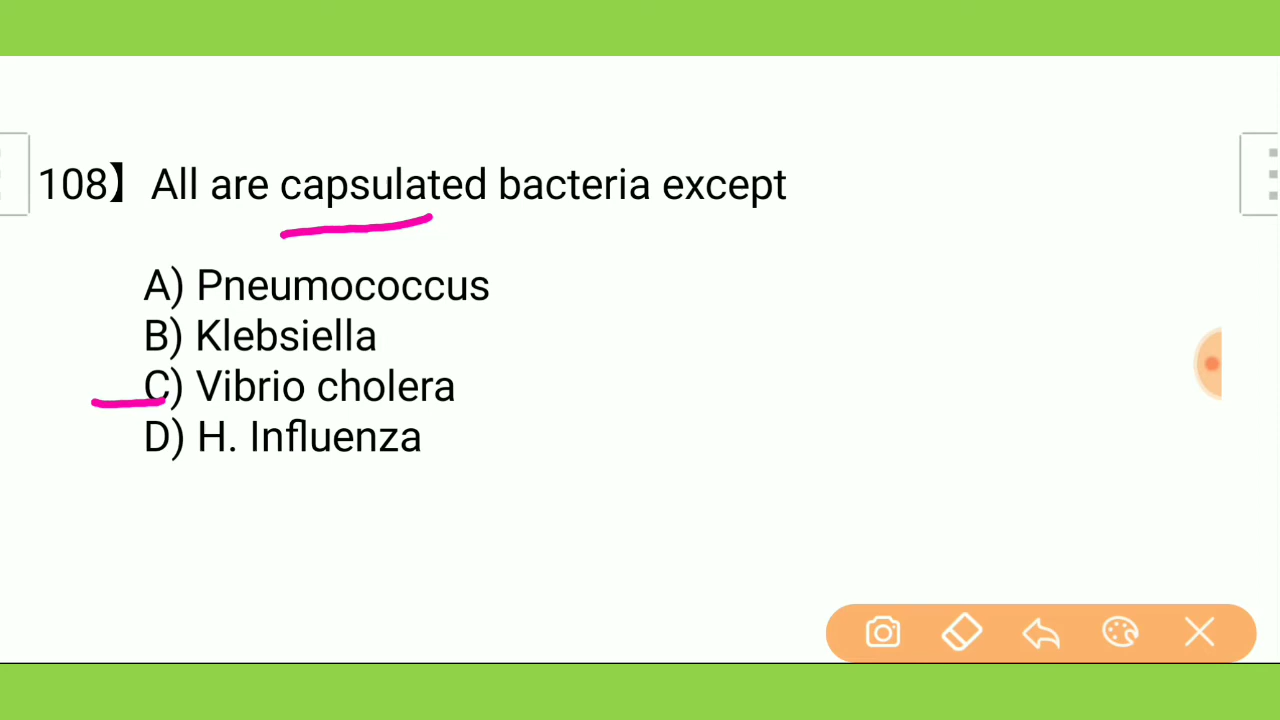 108】 All are capsulated bacteria except
A) Pneumococcus
B) Klebsiella
C) Vibrio cholera
D) H. Influenza